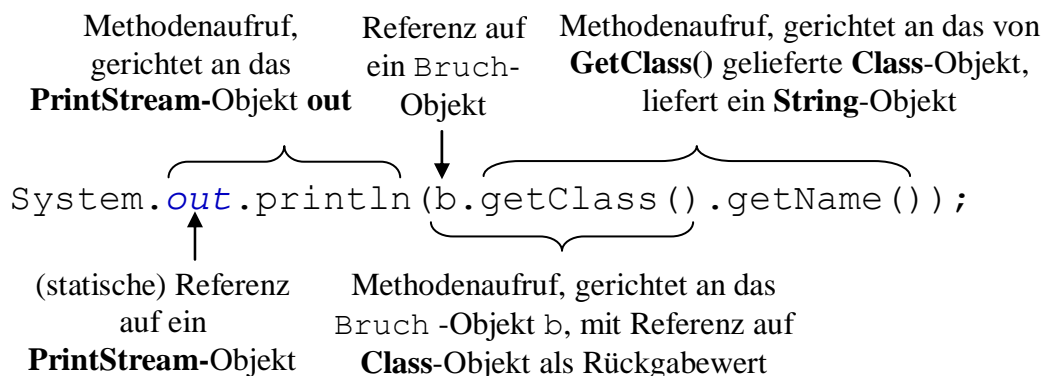 Methodenaufruf,
gerichtet an das
PrintStream-Objekt out
Referenz auf
ein Bruch-
Objekt
Methodenaufruf, gerichtet an das von
GetClass() gelieferte Class-Objekt,
liefert ein String-Objekt
System.out.println(b.getClass().getName());
(statische) Referenz
auf ein
PrintStream-Objekt
Methodenaufruf, gerichtet an das
Bruch -Objekt b, mit Referenz auf
Class-Objekt als Rückgabewert